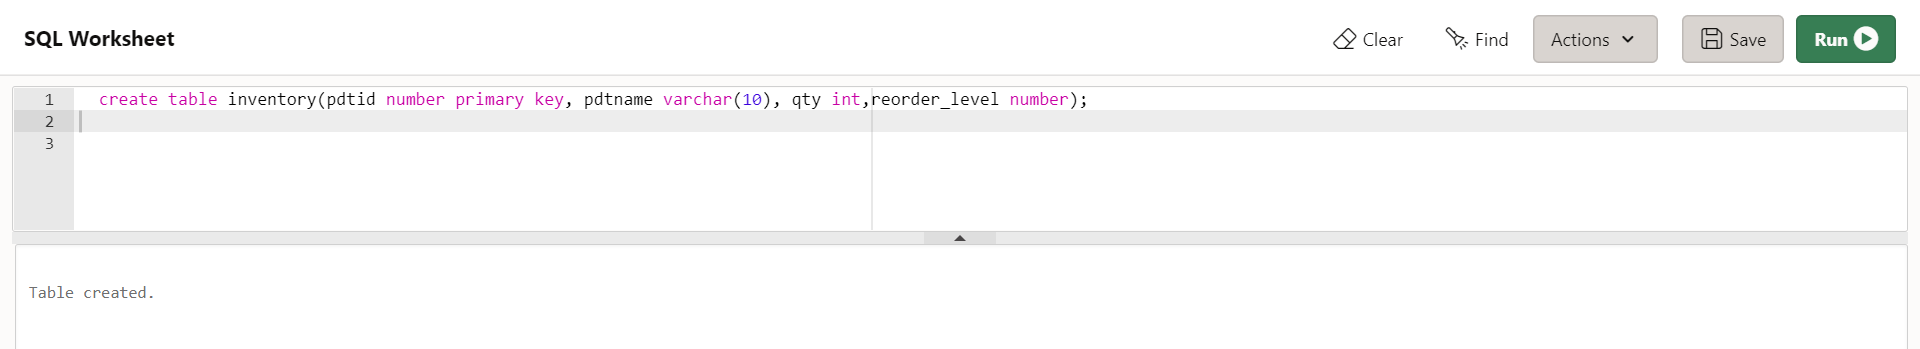 SQL Worksheet
Clear
Find
Actions
Save
Run
1 create table inventory(pdtid number primary key, pdtname varchar(10), qty int,reorder_level number);
2
3
Table created.